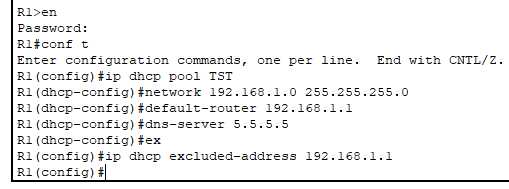 R1>en
Password:
R1#conf t
Enter configuration commands, one per line.  End with CNTL/Z.
R1(config)#ip dhcp pool TST
R1(dhcp-config)#network 192.168.1.0 255.255.255.0
R1(dhcp-config)#default-router 192.168.1.1
R1(dhcp-config)#dns-server 5.5.5.5
R1(dhcp-config)#ex
R1(config)#ip dhcp excluded-address 192.168.1.1
R1(config)#